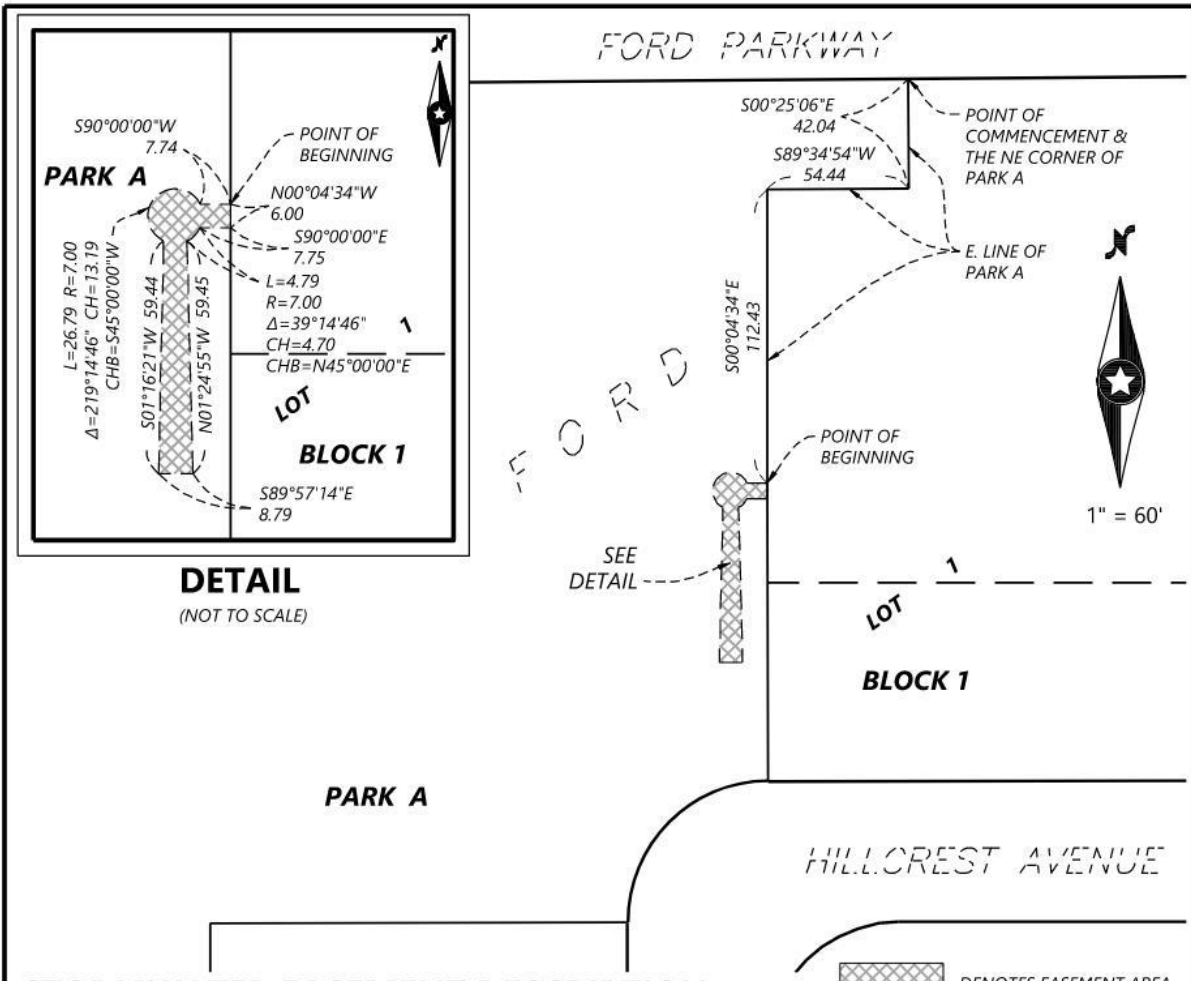 FORD PARKWAY
N
S90°00'00"W
7.74
PARK A
POINT OF
BEGINNING
N00°04'34"W
6.00
S90°00'00"E
7.75
L=4.79
R=7.00
Δ=39°14'46"
CH=4.70
CHB=N45°00'00"E
L=26.79 R=7.00
Δ=219°14'46" CH=13.19
CHB=S45°00'00"W
S01°16'21"W 59.44
N01°24'55"W 59.45
1
LOT
BLOCK 1
S89°57'14"E
8.79
DETAIL
(NOT TO SCALE)
S00°25'06"E
42.04
S89°34'54"W
54.44
POINT OF
COMMENCEMENT &
THE NE CORNER OF
PARK A
E. LINE OF
PARK A
N
S00°04'34"E
112.43
FORD
POINT OF
BEGINNING
1" = 60'
SEE
DETAIL
1
LOT
BLOCK 1
PARK A
HILLCREST AVENUE
DENOTES EASEMENT AREA